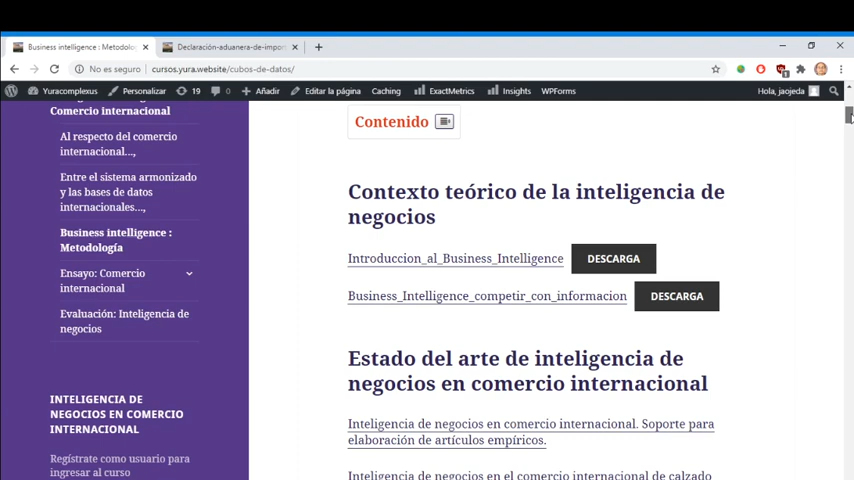 Business intelligence : Metodolo
Declaración-aduanera-de-impor
No es seguro
cursos.yura.website/cubos-de-datos/
Yuracomplexus
Personalizar
19
0
Añadir
Editar la página
Caching
ExactMetrics
Insights
WPForms
Hola, jaojeda
Comercio internacional
Al respecto del comercio
internacional...,
Entre el sistema armonizado
y las bases de datos
internacionales...,
Business intelligence :
Metodología
Ensayo: Comercio
internacional
Evaluación: Inteligencia de
negocios
INTELIGENCIA DE
NEGOCIOS EN COMERCIO
INTERNACIONAL
Regístrate como usuario para
ingresar al curso
Contenido
Contexto teórico de la inteligencia de
negocios
Introduccion_al_Business_Intelligence
DESCARGA
Business_Intelligence_competir_con_informacion
DESCARGA
Estado del arte de inteligencia de
negocios en comercio internacional
Inteligencia de negocios en comercio internacional. Soporte para
elaboración de artículos empíricos.
Inteligencia de negocios en el comercio internacional de calzado